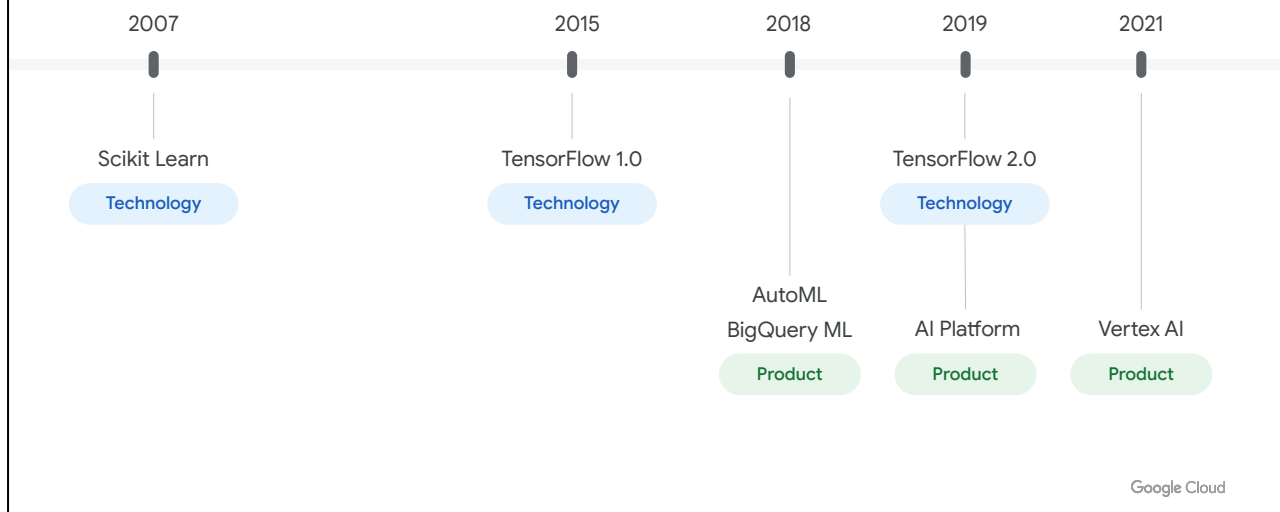 2007
2015
2018
2019
2021
Scikit Learn
Technology
TensorFlow 1.0
Technology
TensorFlow 2.0
Technology
AutoML
BigQuery ML
Product
AI Platform
Product
Vertex AI
Product
Google Cloud